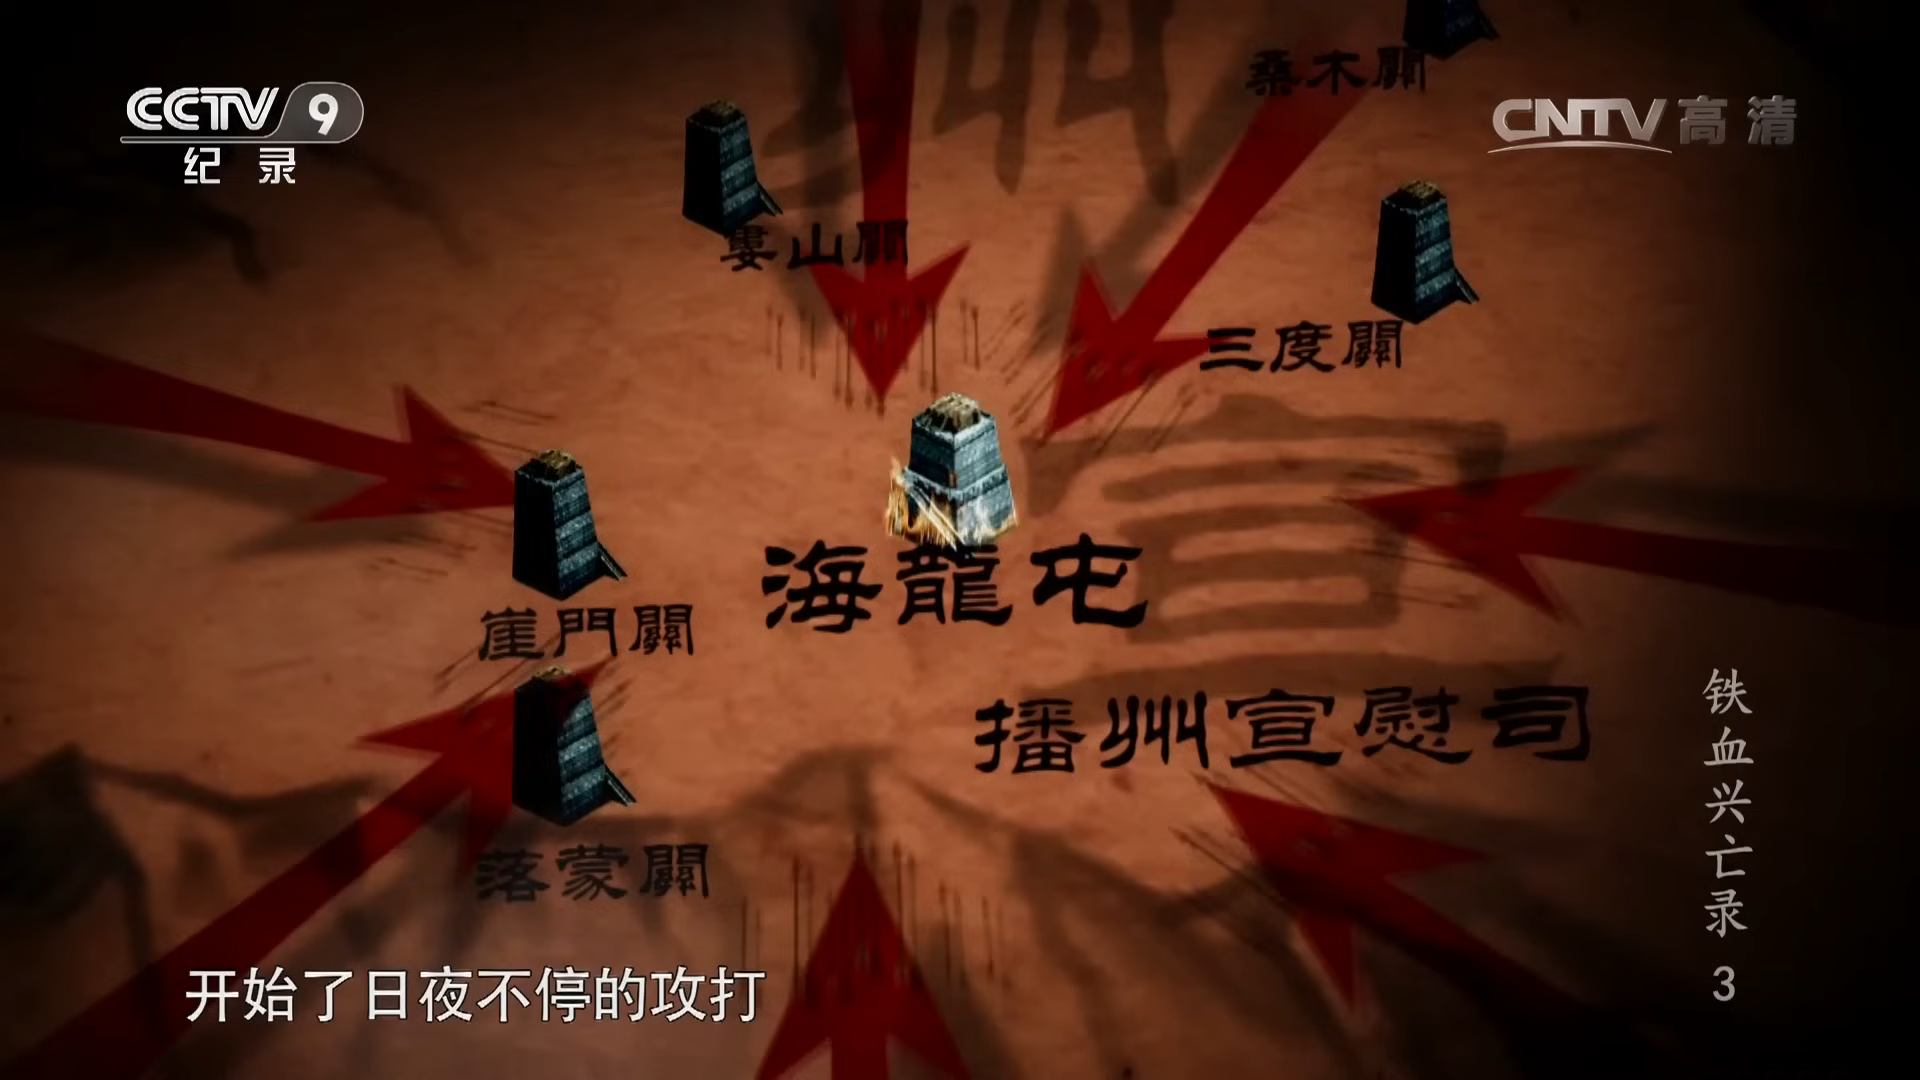 CCTV 9
纪录
CNTV高清
桑木關
婁山關
三度關
海龍屯
崖門關
播州宣慰司
落蒙關
铁血兴亡录 3
开始了日夜不停的攻打
州
宣